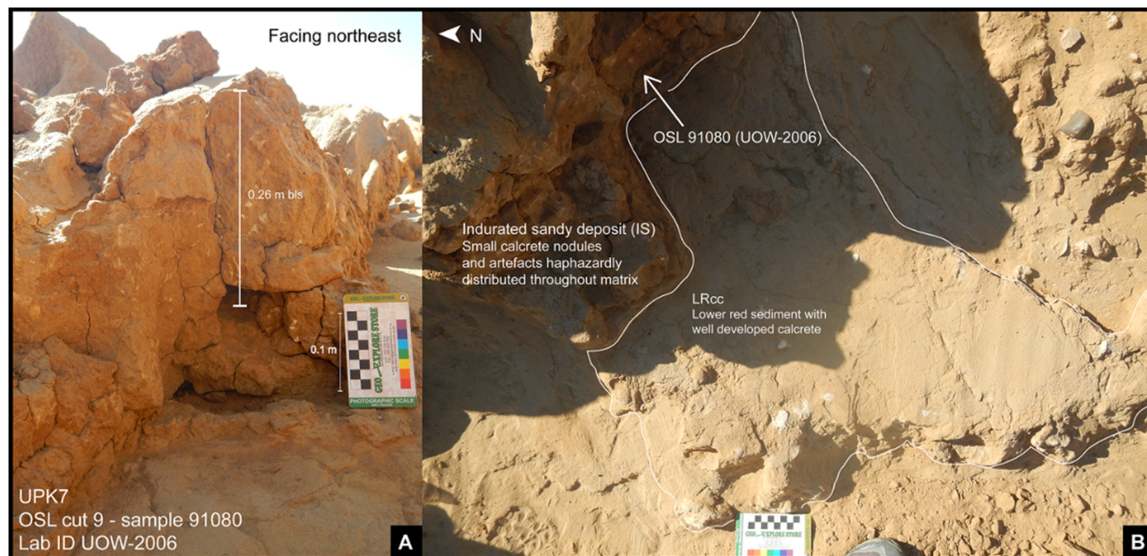 Facing northeast
0.26 m bls
0.1 m
GEO EXPLORE STORE
PHOTOGRAPHIC SCALE
UPK7
OSL cut 9 - sample 91080
Lab ID UOW-2006
A
N
OSL 91080 (UOW-2006)
Indurated sandy deposit (IS)
Small calcrete nodules
and artefacts haphazardly
distributed throughout matrix
LRcc
Lower red sediment with
well developed calcrete
B